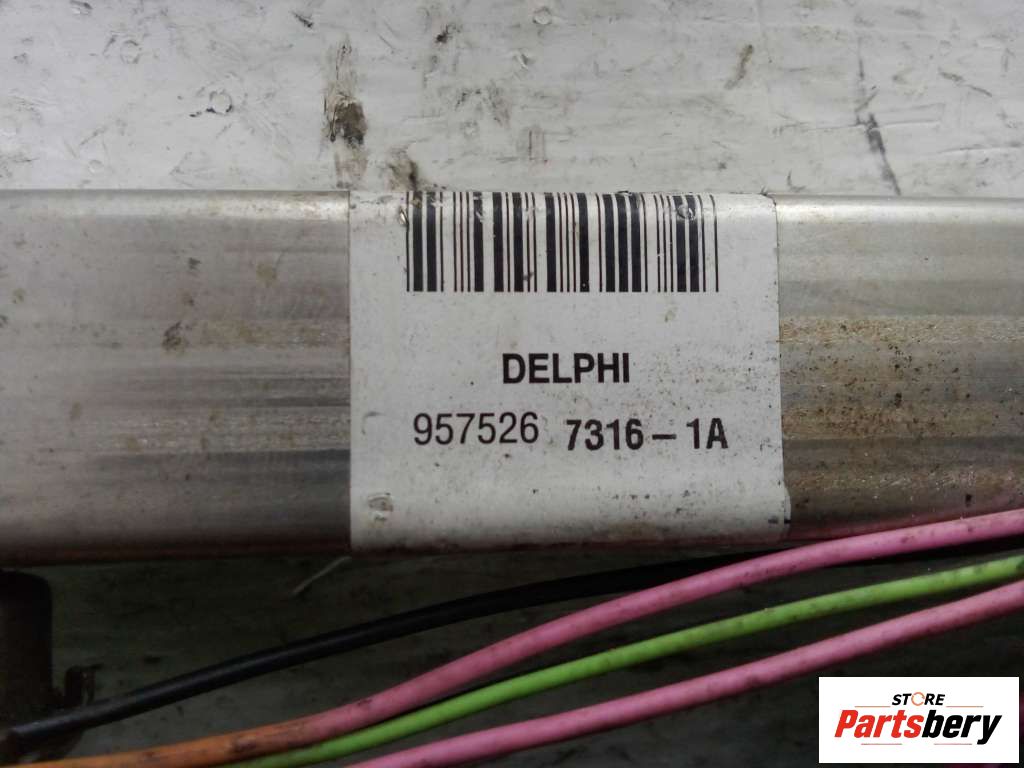 DELPHI
957526 7316 – 1A
STORE
Partsbery